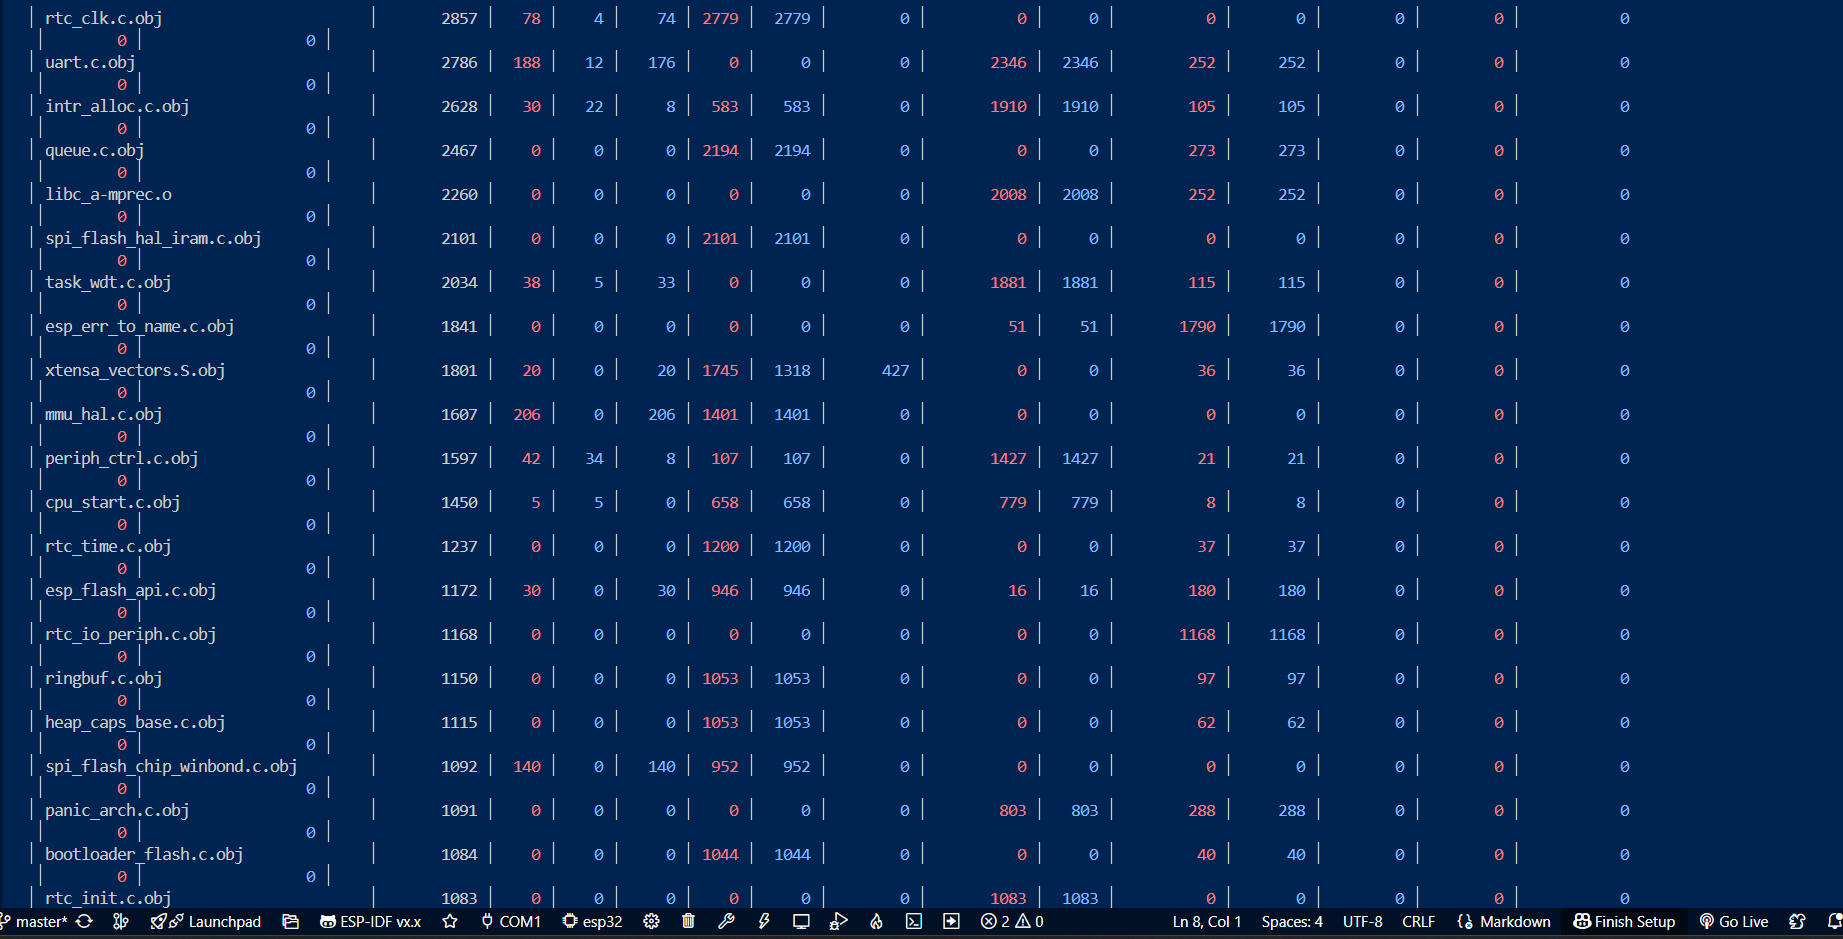 | rtc_clk.c.obj | 2857 | 78 | 4 | 74 | 2779 | 2779 | 0 | 0 | 0 | 0 | 0 | 0 | 0 | 0
| 0 | 0 |
| uart.c.obj | 2786 | 188 | 12 | 176 | 0 | 0 | 0 | 2346 | 2346 | 252 | 252 | 0 | 0 | 0
| 0 | 0 |
| intr_alloc.c.obj | 2628 | 30 | 22 | 8 | 583 | 583 | 0 | 1910 | 1910 | 105 | 105 | 0 | 0 | 0
| 0 | 0 |
| queue.c.obj | 2467 | 0 | 0 | 0 | 2194 | 2194 | 0 | 0 | 0 | 273 | 273 | 0 | 0 | 0
| 0 | 0 |
| libc_a-mprec.o | 2260 | 0 | 0 | 0 | 0 | 0 | 0 | 2008 | 2008 | 252 | 252 | 0 | 0 | 0
| 0 | 0 |
| spi_flash_hal_iram.c.obj | 2101 | 0 | 0 | 0 | 2101 | 2101 | 0 | 0 | 0 | 0 | 0 | 0 | 0 | 0
| 0 | 0 |
| task_wdt.c.obj | 2034 | 38 | 5 | 33 | 0 | 0 | 0 | 1881 | 1881 | 115 | 115 | 0 | 0 | 0
| 0 | 0 |
| esp_err_to_name.c.obj | 1841 | 0 | 0 | 0 | 0 | 0 | 0 | 51 | 51 | 1790 | 1790 | 0 | 0 | 0
| 0 | 0 |
| xtensa_vectors.S.obj | 1801 | 20 | 0 | 20 | 1745 | 1318 | 427 | 0 | 0 | 36 | 36 | 0 | 0 | 0
| 0 | 0 |
| mmu_hal.c.obj | 1607 | 206 | 0 | 206 | 1401 | 1401 | 0 | 0 | 0 | 0 | 0 | 0 | 0 | 0
| 0 | 0 |
| periph_ctrl.c.obj | 1597 | 42 | 34 | 8 | 107 | 107 | 0 | 1427 | 1427 | 21 | 21 | 0 | 0 | 0
| 0 | 0 |
| cpu_start.c.obj | 1450 | 5 | 5 | 0 | 658 | 658 | 0 | 779 | 779 | 8 | 8 | 0 | 0 | 0
| 0 | 0 |
| rtc_time.c.obj | 1237 | 0 | 0 | 0 | 1200 | 1200 | 0 | 0 | 0 | 37 | 37 | 0 | 0 | 0
| 0 | 0 |
| esp_flash_api.c.obj | 1172 | 30 | 0 | 30 | 946 | 946 | 0 | 16 | 16 | 180 | 180 | 0 | 0 | 0
| 0 | 0 |
| rtc_io_periph.c.obj | 1168 | 0 | 0 | 0 | 0 | 0 | 0 | 0 | 0 | 1168 | 1168 | 0 | 0 | 0
| 0 | 0 |
| ringbuf.c.obj | 1150 | 0 | 0 | 0 | 1053 | 1053 | 0 | 0 | 0 | 97 | 97 | 0 | 0 | 0
| 0 | 0 |
| heap_caps_base.c.obj | 1115 | 0 | 0 | 0 | 1053 | 1053 | 0 | 0 | 0 | 62 | 62 | 0 | 0 | 0
| 0 | 0 |
| spi_flash_chip_winbond.c.obj | 1092 | 140 | 0 | 140 | 952 | 952 | 0 | 0 | 0 | 0 | 0 | 0 | 0 | 0
| 0 | 0 |
| panic_arch.c.obj | 1091 | 0 | 0 | 0 | 0 | 0 | 0 | 803 | 803 | 288 | 288 | 0 | 0 | 0
| 0 | 0 |
| bootloader_flash.c.obj | 1084 | 0 | 0 | 0 | 1044 | 1044 | 0 | 0 | 0 | 40 | 40 | 0 | 0 | 0
| 0 | 0 |
| rtc_init.c.obj | 1083 | 0 | 0 | 0 | 0 | 0 | 0 | 1083 | 1083 | 0 | 0 | 0 | 0 | 0
master* Launchpad ESP-IDF vx.x COM1 esp32 2 0 Ln 8, Col 1 Spaces: 4 UTF-8 CRLF Markdown Finish Setup Go Live